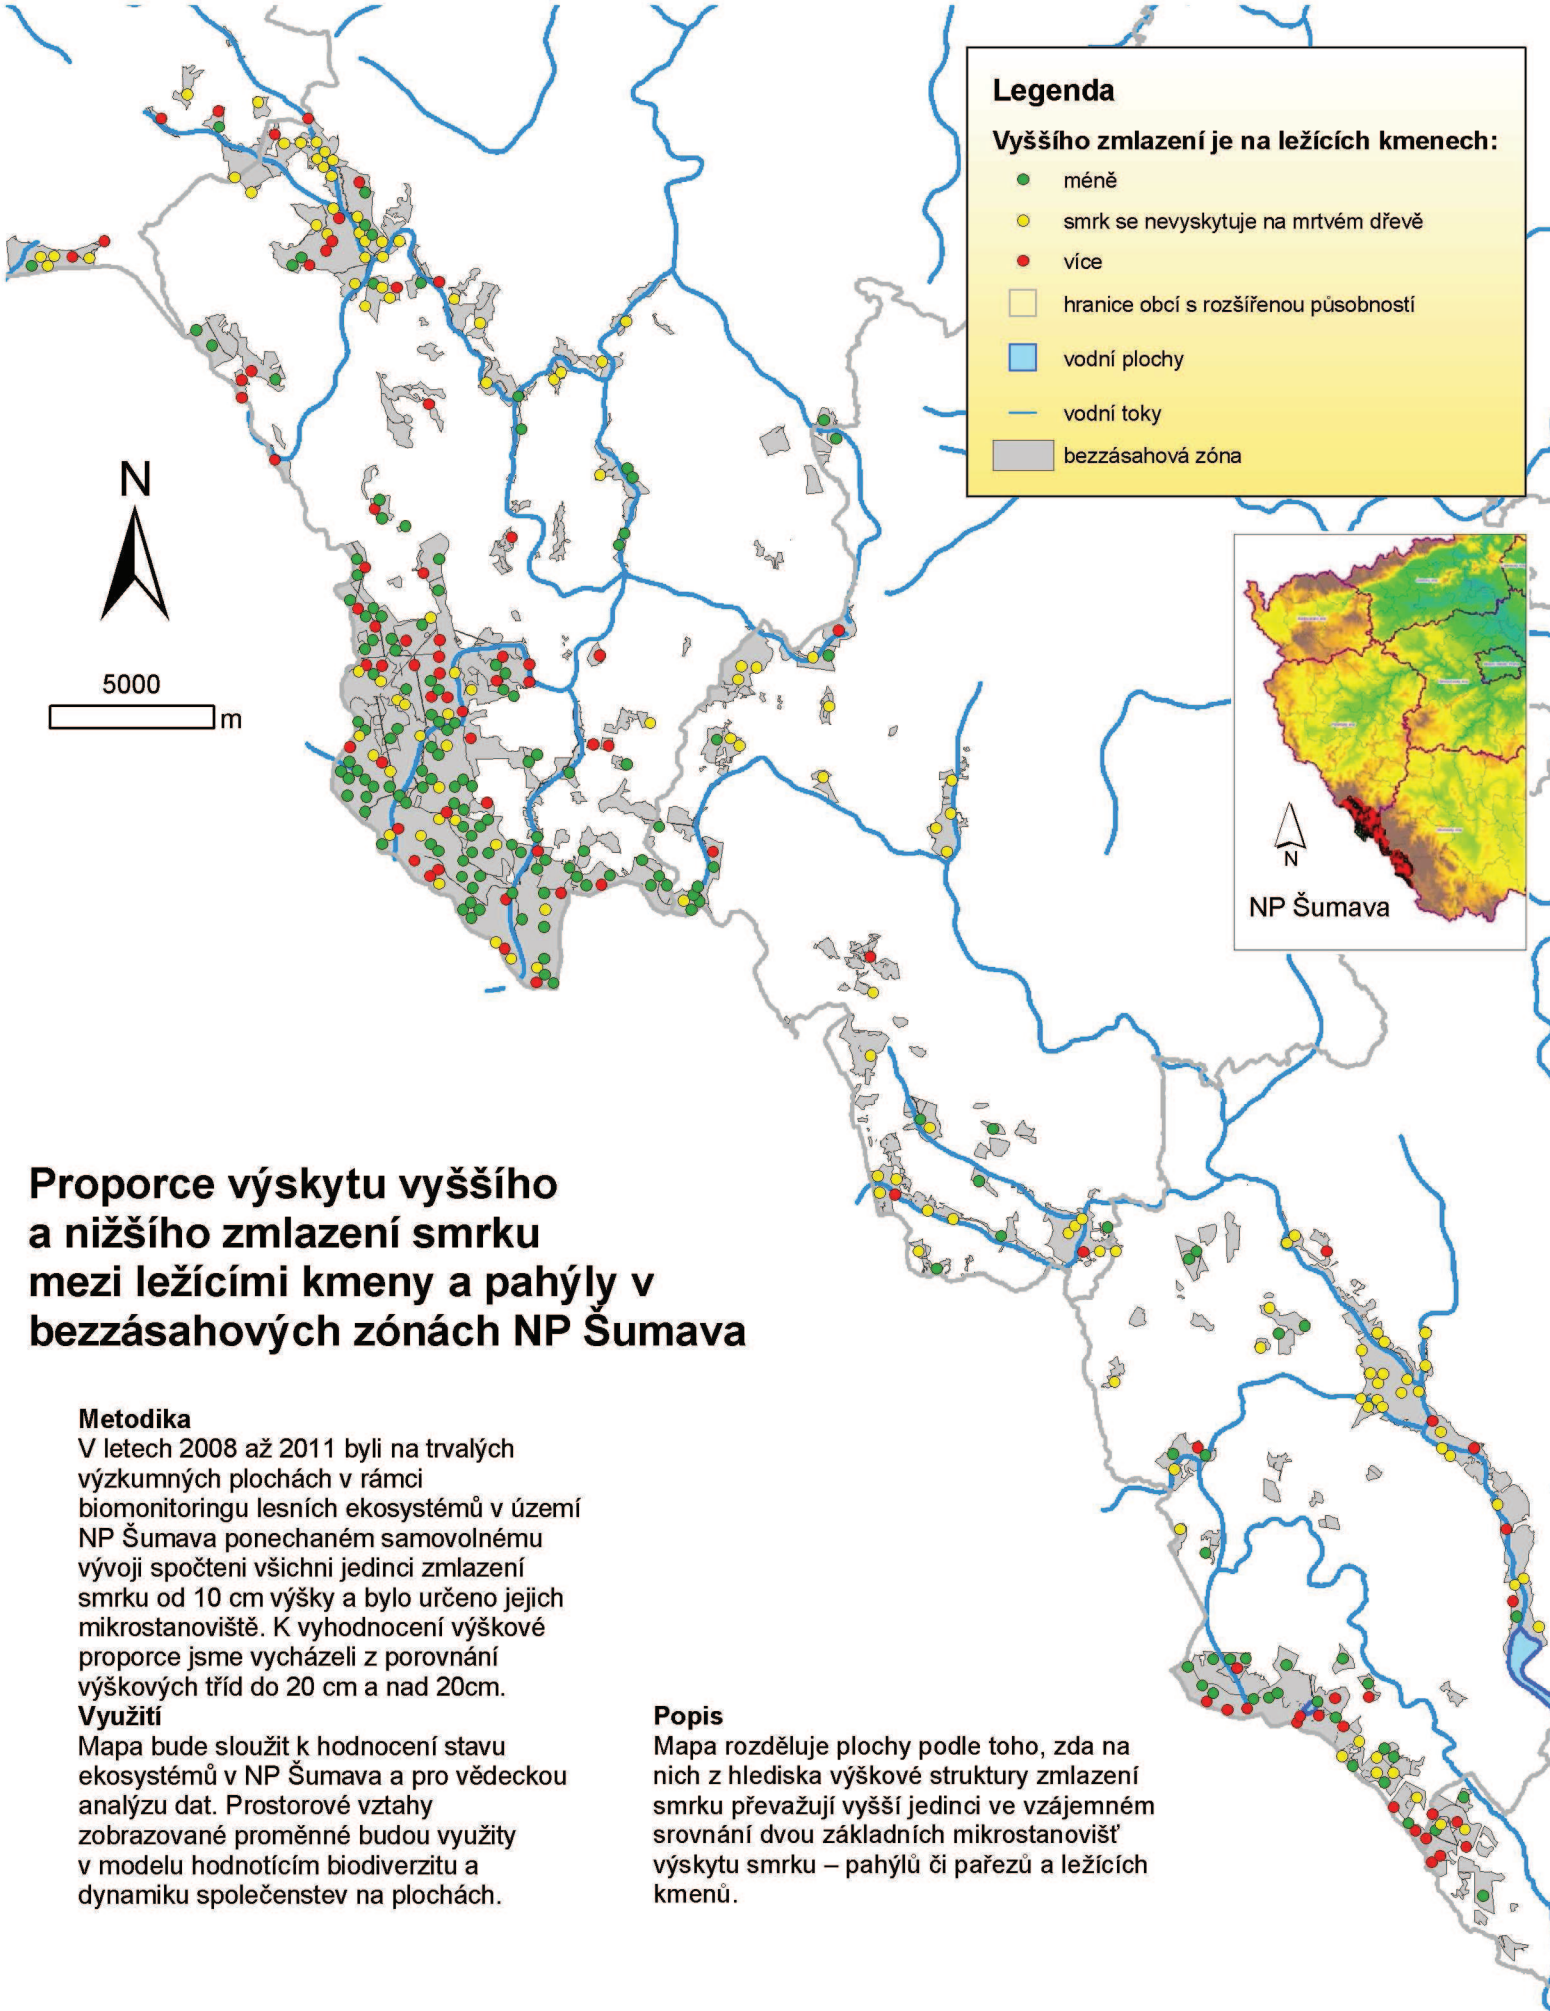 Legenda
Vyššího zmlazení je na ležících kmenech:
méně
smrk se nevyskytuje na mrtvém dřevě
více
hranice obcí s rozšířenou působností
vodní plochy
vodní toky
bezzásahová zóna
N
5000
m
N
NP Šumava
Proporce výskytu vyššího
a nižšího zmlazení smrku
mezi ležícími kmeny a pahýly v
bezzásahových zónách NP Šumava
Metodika
V letech 2008 až 2011 byli na trvalých
výzkumných plochách v rámci
biomonitoringu lesních ekosystémů v území
NP Šumava ponechaném samovolnému
vývoji spočteni všichni jedinci zmlazení
smrku od 10 cm výšky a bylo určeno jejich
mikrostanoviště. K vyhodnocení výškové
proporce jsme vycházeli z porovnání
výškových tříd do 20 cm a nad 20cm.
Využití
Mapa bude sloužit k hodnocení stavu
ekosystémů v NP Šumava a pro vědeckou
analýzu dat. Prostorové vztahy
zobrazované proměnné budou využity
v modelu hodnotícím biodiverzitu a
dynamiku společenstev na plochách.
Popis
Mapa rozděluje plochy podle toho, zda na
nich z hlediska výškové struktury zmlazení
smrku převažují vyšší jedinci ve vzájemném
srovnání dvou základních mikrostanovišť
výskytu smrku – pahýlů či pařezů a ležících
kmenů.